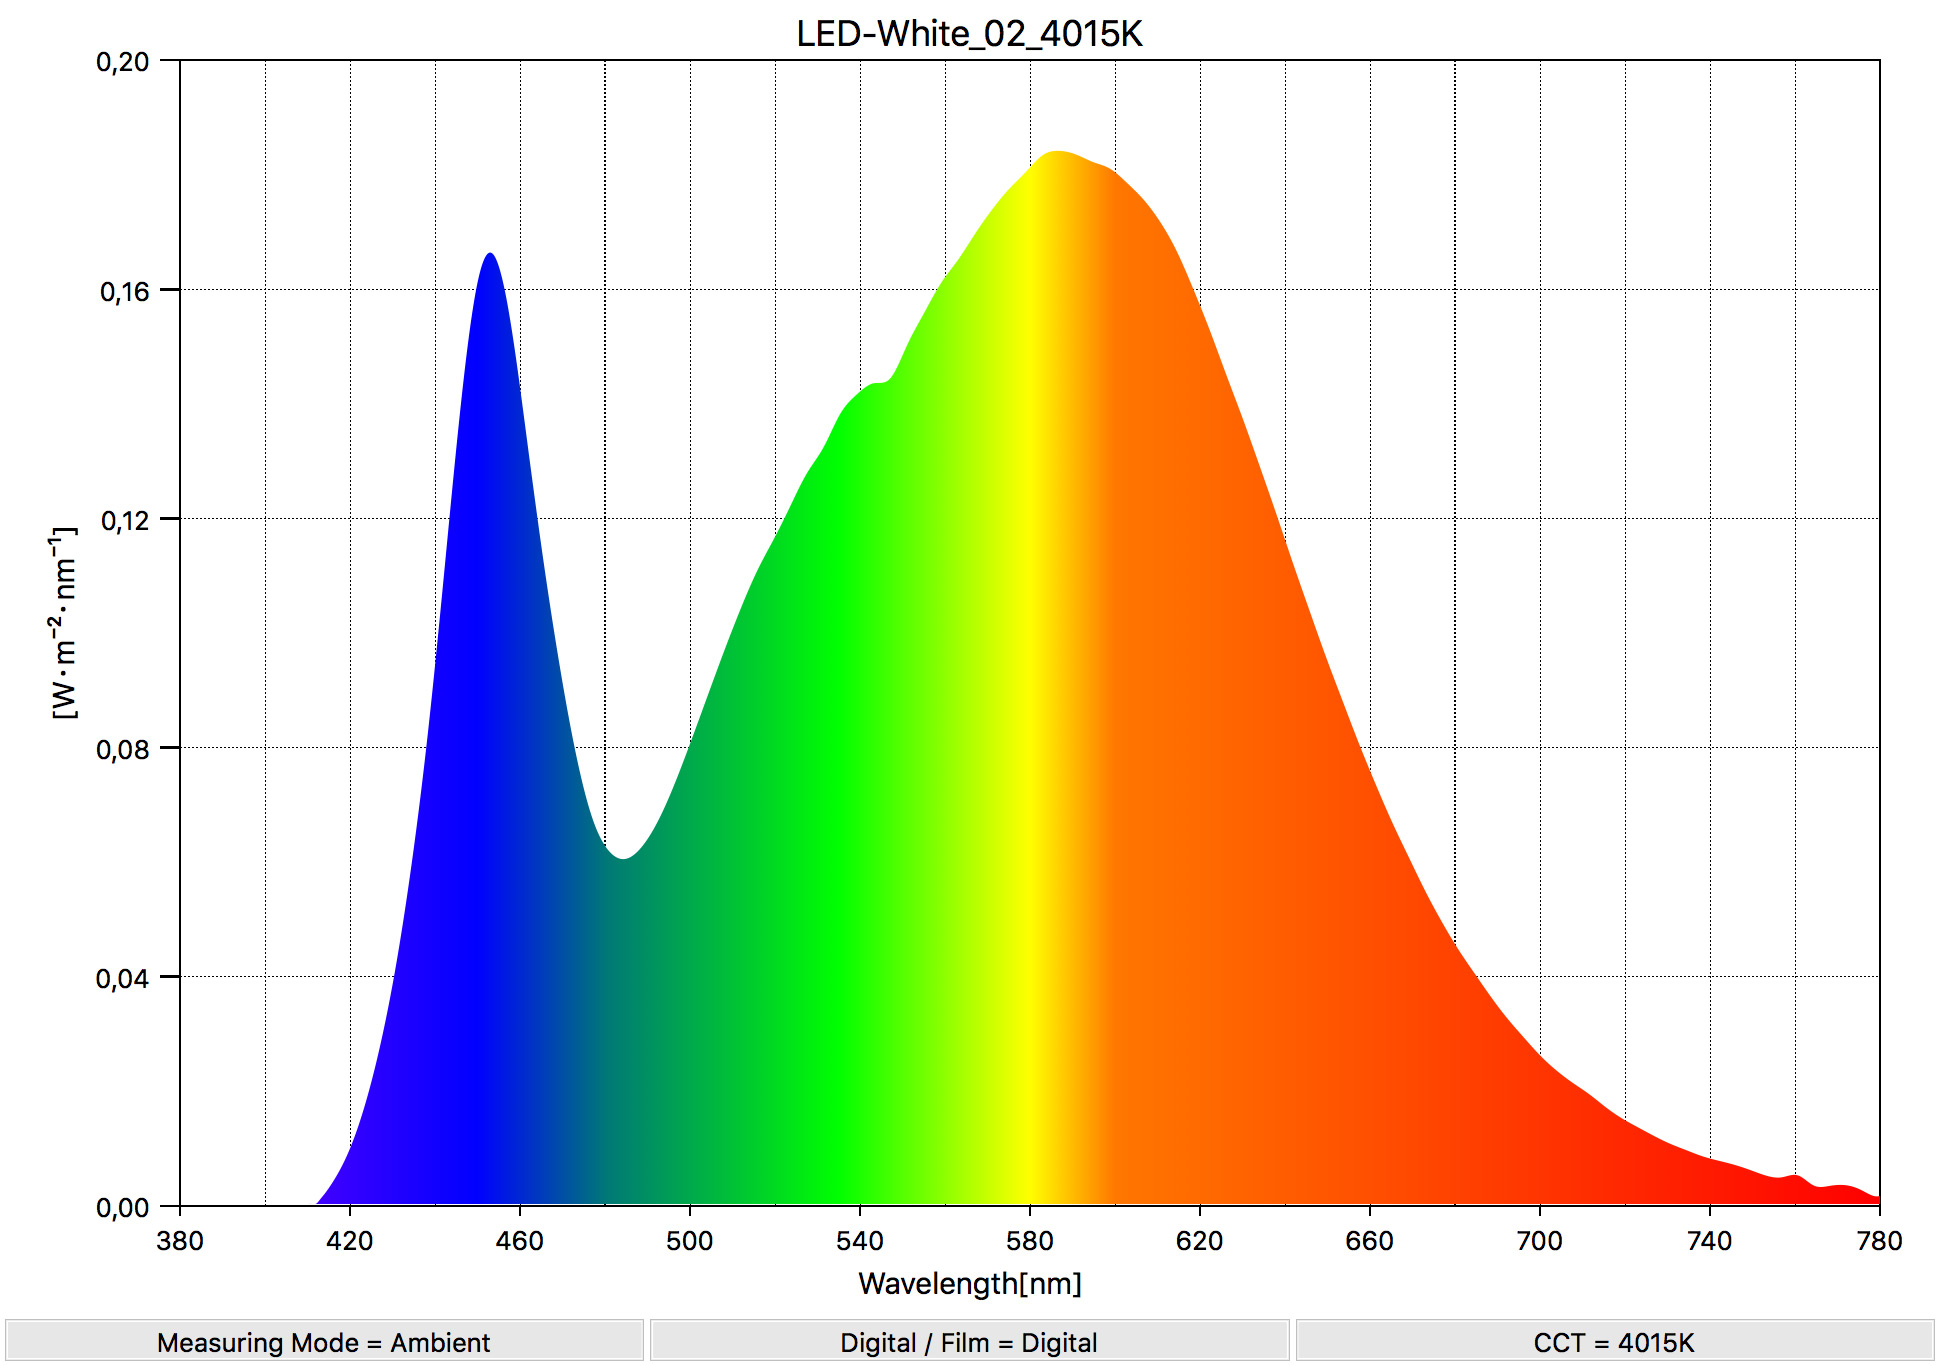 LED-White_02_4015K
0,20
0,16
0,12
0,08
0,04
0,00
[W·m⁻²·nm⁻¹]
380 420 460 500 540 580 620 660 700 740 780
Wavelength[nm]
Measuring Mode = Ambient
Digital / Film = Digital
CCT = 4015K